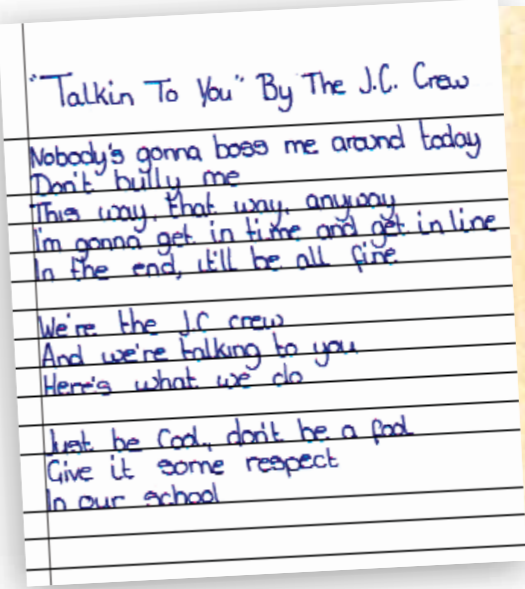 "Talkin To You" By The J.C. Crew
Nobody's gonna boss me around today
Don't bully me
This way, that way, anyway
I'm gonna get in time and get in line
In the end, it'll be all fine
We're the J.C crew
And we're talking to you
Here's what we do
Just be Cool, don't be a fool
Give it some respect
In our school